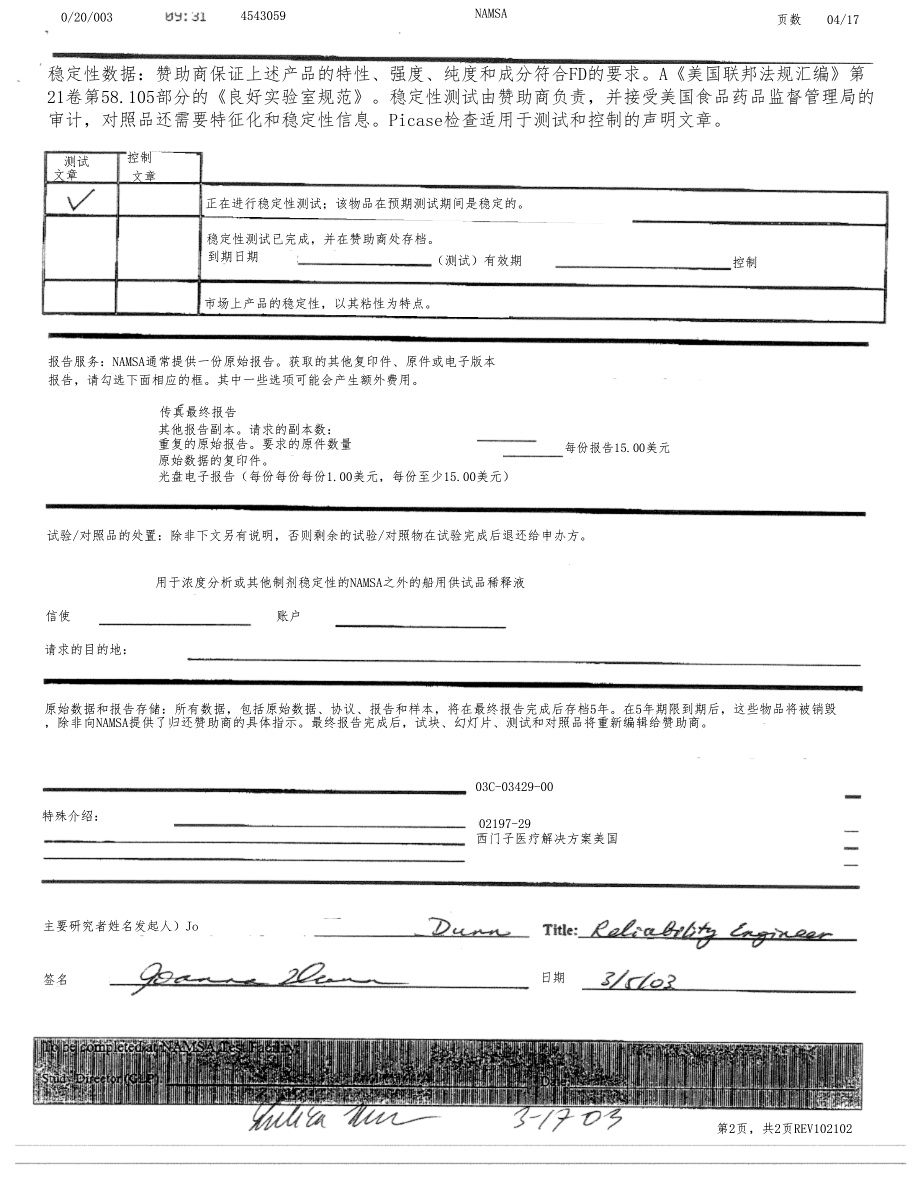 0/20/003 09:31 4543059 NAMSA 页数 04/17
稳定性数据：赞助商保证上述产品的特性、强度、纯度和成分符合FD的要求。A《美国联邦法规汇编》第
21卷第58.105部分的《良好实验室规范》。稳定性测试由赞助商负责，并接受美国食品药品监督管理局的
审计，对照品还需要特征化和稳定性信息。Picase检查适用于测试和控制的声明文章。
测试 控制
文章 文章
正在进行稳定性测试；该物品在预期测试期间是稳定的。
稳定性测试已完成，并在赞助商处存档。
到期日期 （测试）有效期 控制
市场上产品的稳定性，以其粘性为特点。
报告服务：NAMSA通常提供一份原始报告。获取的其他复印件、原件或电子版本
报告，请勾选下面相应的框。其中一些选项可能会产生额外费用。
传真最终报告
其他报告副本。请求的副本数：
重复的原始报告。要求的原件数量 每份报告15.00美元
原始数据的复印件。
光盘电子报告（每份每份每份1.00美元，每份至少15.00美元）
试验/对照品的处置：除非下文另有说明，否则剩余的试验/对照物在试验完成后退还给申办方。
用于浓度分析或其他制剂稳定性的NAMSA之外的船用供试品稀释液
信使 账户
请求的目的地：
原始数据和报告存储：所有数据，包括原始数据、协议、报告和样本，将在最终报告完成后存档5年。在5年期限到期后，这些物品将被销毁
，除非向NAMSA提供了归还赞助商的具体指示。最终报告完成后，试块、幻灯片、测试和对照品将重新编辑给赞助商。
03C-03429-00
特殊介绍：
02197-29
西门子医疗解决方案美国
主要研究者姓名发起人）Jo Dunn Title: Reliability Engineer
签名 Joanna Dunn 日期 3/5/03
To be completed at NAMSA Test Facility:
Study Director (GLP) Date
3-17-03
第2页，共2页REV102102